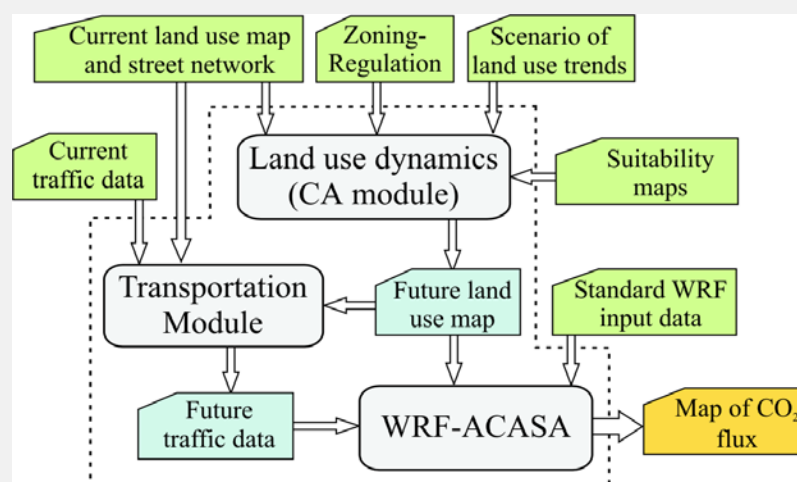 Current land use map
and street network
Zoning-
Regulation
Scenario of
land use trends
Current
traffic data
Land use dynamics
(CA module)
Suitability
maps
Transportation
Module
Future land
use map
Standard WRF
input data
Future
traffic data
WRF-ACASA
Map of CO₂
flux